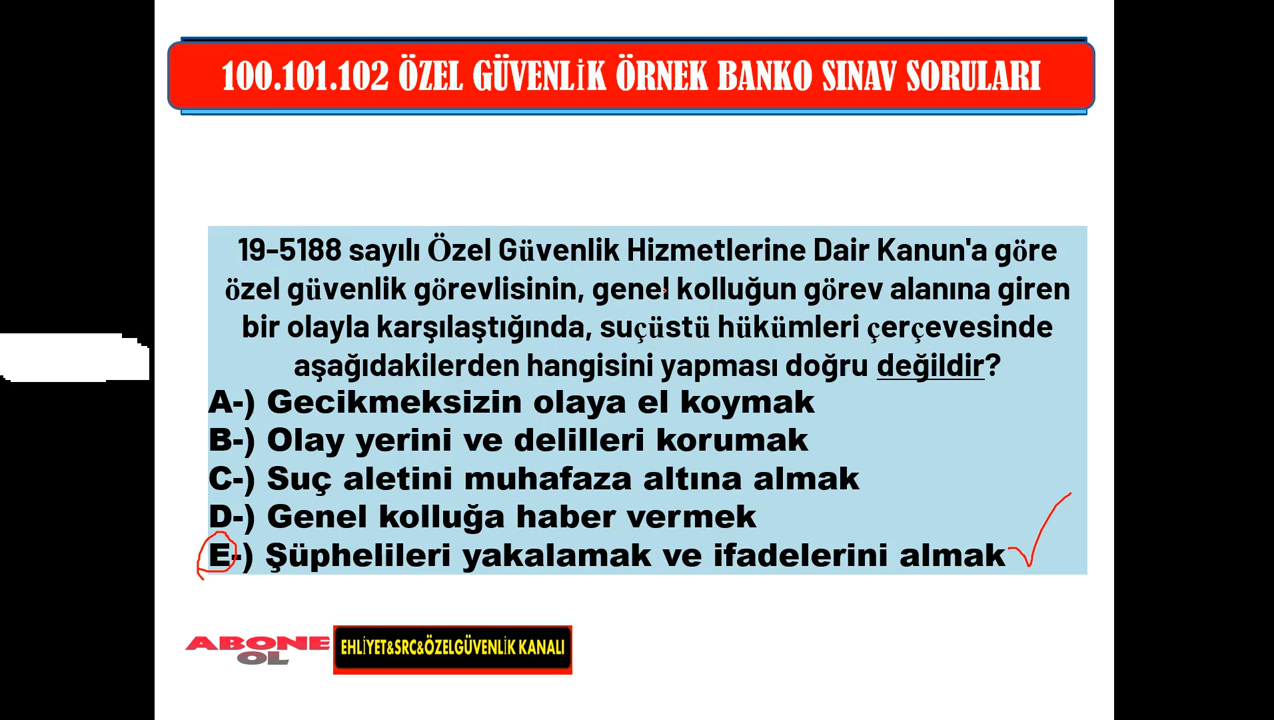 100.101.102 ÖZEL GÜVENLİK ÖRNEK BANKO SINAV SORULARI
19-5188 sayılı Özel Güvenlik Hizmetlerine Dair Kanun'a göre
özel güvenlik görevlisinin, genel kolluğun görev alanına giren
bir olayla karşılaştığında, suçüstü hükümleri çerçevesinde
aşağıdakilerden hangisini yapması doğru değildir?
A-) Gecikmeksizin olaya el koymak
B-) Olay yerini ve delilleri korumak
C-) Suç aletini muhafaza altına almak
D-) Genel kolluğa haber vermek
E-) Şüphelileri yakalamak ve ifadelerini almak
ABONE
OL
EHLİYET&SRC&ÖZELGÜVENLİK KANALI